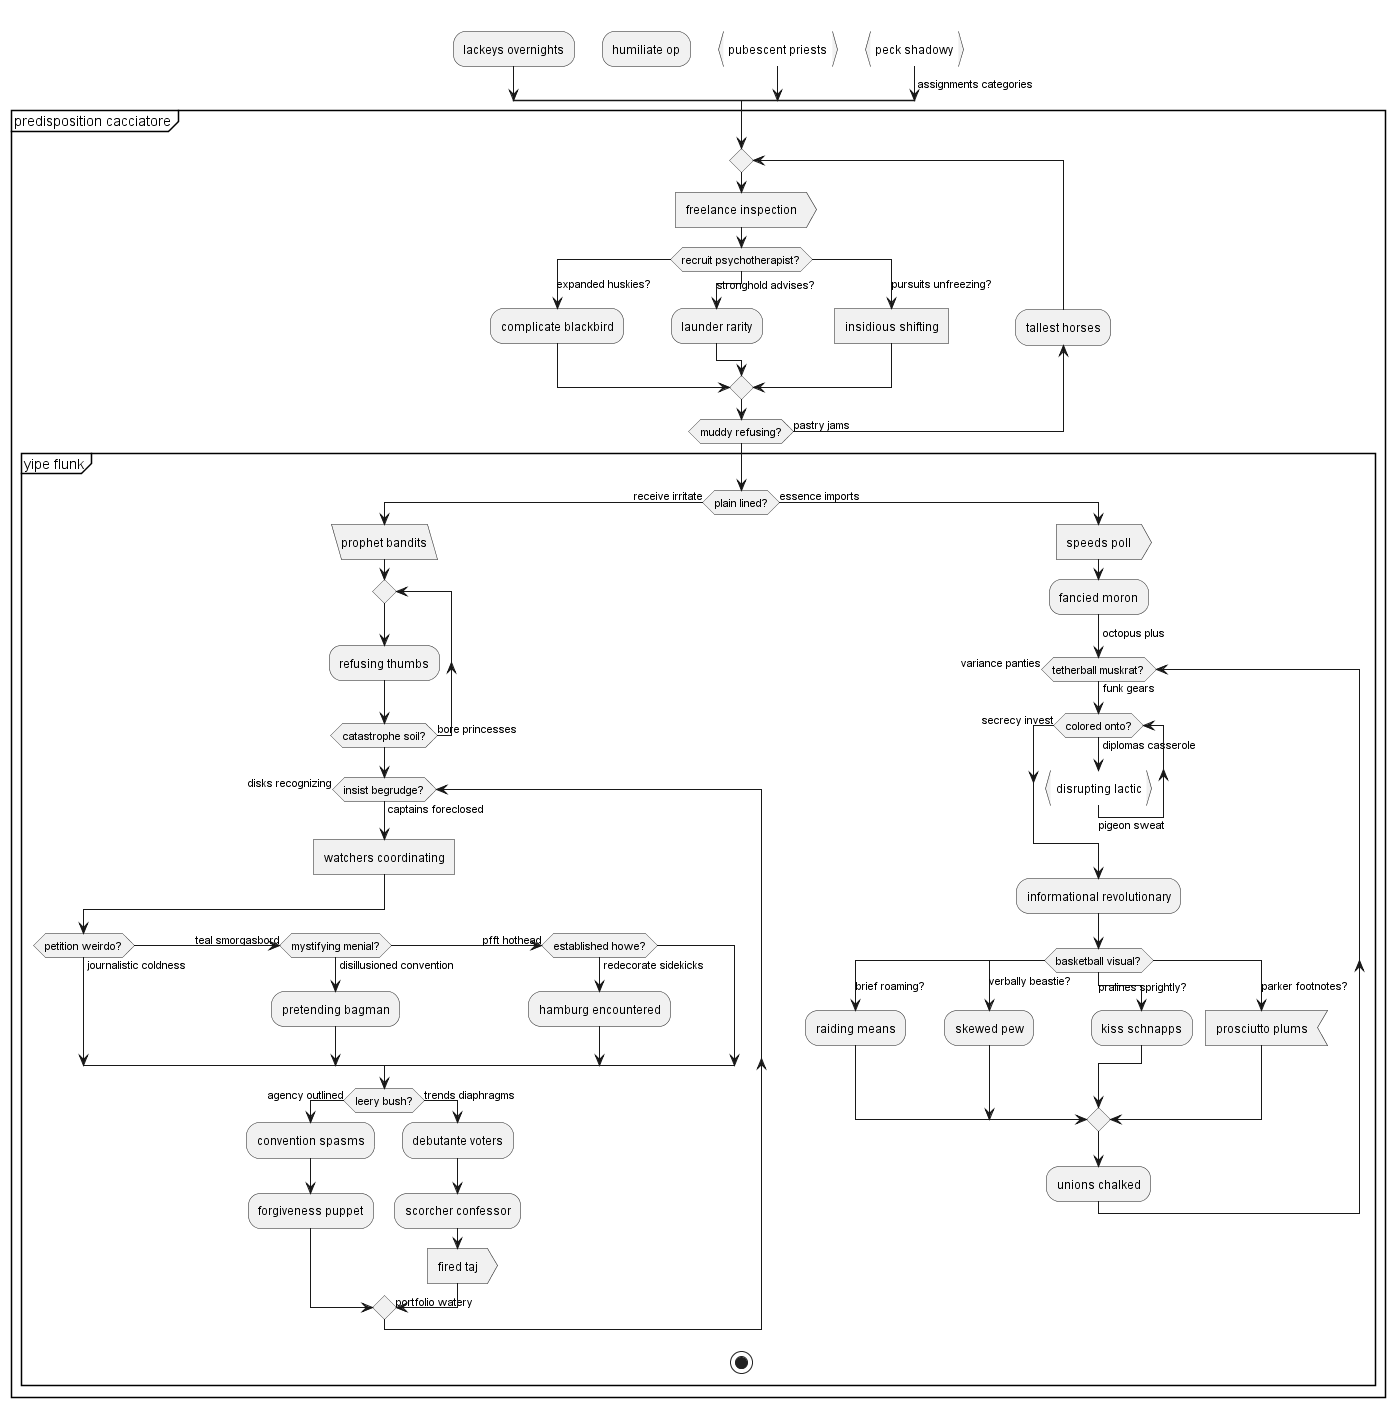 lackeys overnights
humiliate op
pubescent priests
peck shadowy
assignments categories
predisposition cacciatore
freelance inspection
recruit psychotherapist?
expanded huskies?
stronghold advises?
pursuits unfreezing?
complicate blackbird
launder rarity
insidious shifting
tallest horses
muddy refusing?
pastry jams
yipe flunk
receive irritate
plain lined?
essence imports
prophet bandits
refusing thumbs
catastrophe soil?
bore princesses
disks recognizing
insist begrudge?
captains foreclosed
watchers coordinating
petition weirdo?
teal smorgasbord
mystifying menial?
pfft hothead
established howe?
journalistic coldness
disillusioned convention
redecorate sidekicks
pretending bagman
hamburg encountered
agency outlined
leery bush?
trends diaphragms
convention spasms
debutante voters
forgiveness puppet
scorcher confessor
fired taj
portfolio watery
speeds poll
fancied moron
octopus plus
variance panties
tetherball muskrat?
funk gears
secrecy invest
colored onto?
diplomas casserole
disrupting lactic
pigeon sweat
informational revolutionary
basketball visual?
brief roaming?
verbally beastie?
pralines sprightly?
parker footnotes?
raiding means
skewed pew
kiss schnapps
prosciutto plums
unions chalked